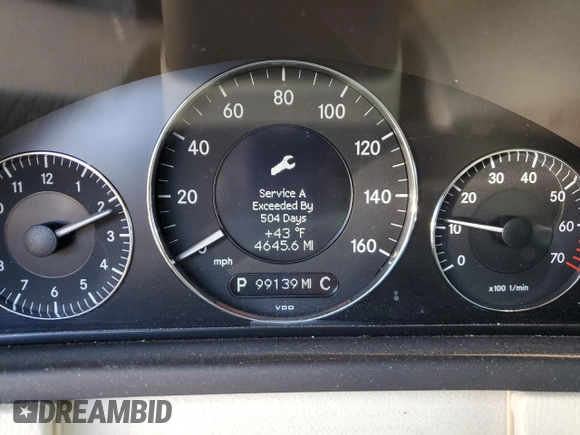 80
60
100
40
120
20
140
160
mph
Service A
Exceeded By
504 Days
+43 °F
4645.6 MI
P 99139 MI C
VDO
11 12 1
10
2
9
3
8
4
7
6
5
30 40
20
50
10
60
0
70
x100 1/min
DREAMBID